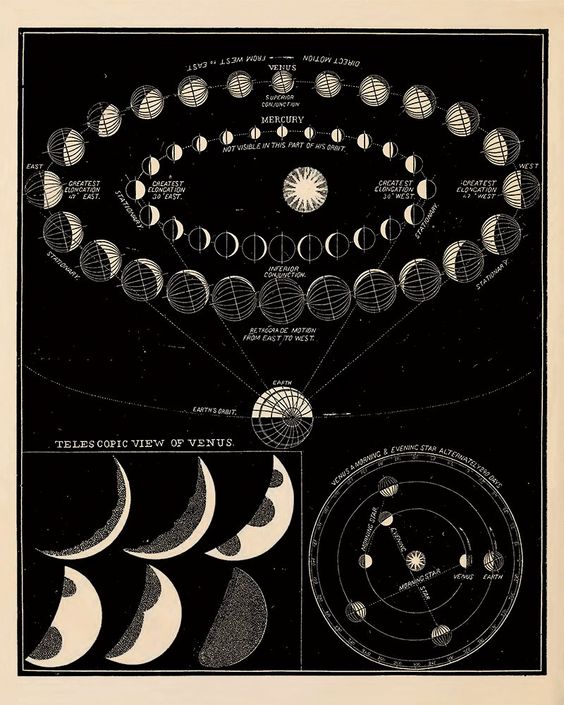 DIRECT MOTION FROM WEST TO EAST.
VENUS
SUPERIOR
CONJUNCTION
MERCURY
NOT VISIBLE IN THIS PART OF HIS ORBIT.
EAST
WEST
GREATEST
ELONGATION
47° EAST.
GREATEST
ELONGATION
30° EAST.
GREATEST
ELONGATION
30° WEST.
GREATEST
ELONGATION
47° WEST
STATIONARY.
STATIONARY.
INFERIOR
CONJUNCTION.
STATIONARY.
STATIONARY
RETROGRADE MOTION
FROM EAST TO WEST.
EARTH
EARTH'S ORBIT.
TELESCOPIC VIEW OF VENUS.
VENUS A MORNING & EVENING STAR ALTERNATELY 290 DAYS
MORNING STAR
EVENING
MORNING STAR
VENUS
EARTH